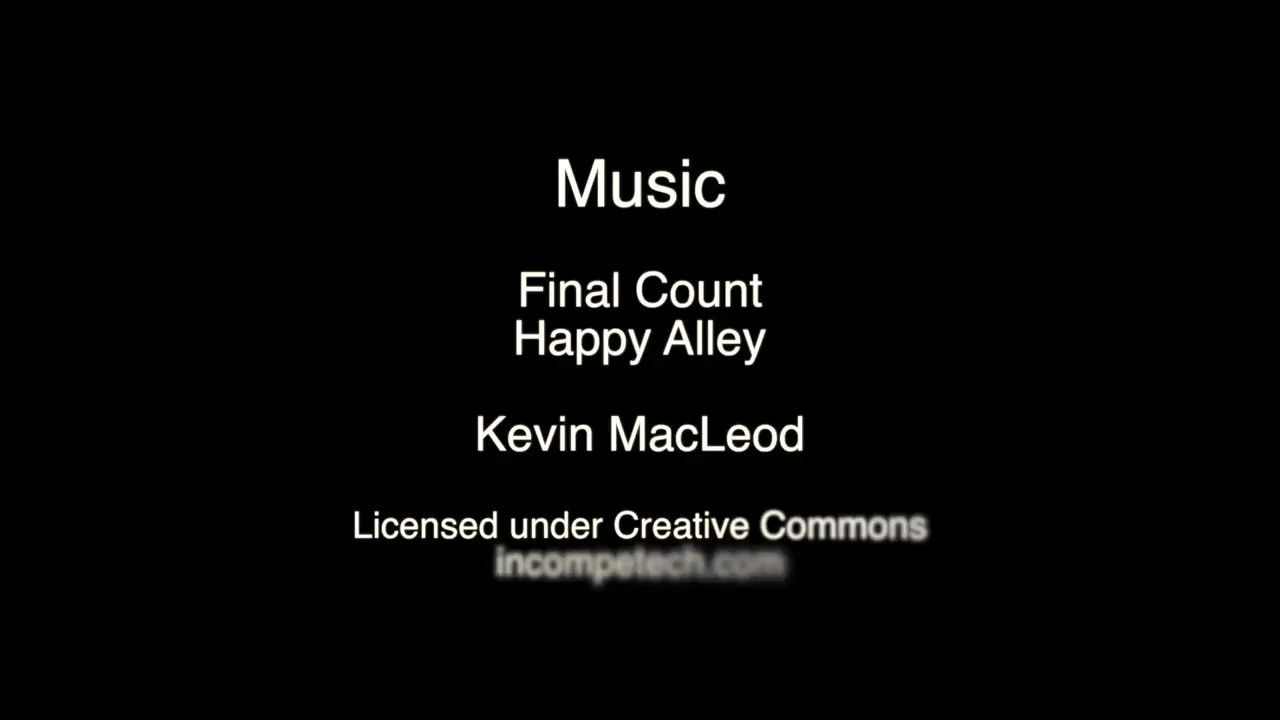 Music
Final Count
Happy Alley
Kevin MacLeod
Licensed under Creative Commons
incompetech.com